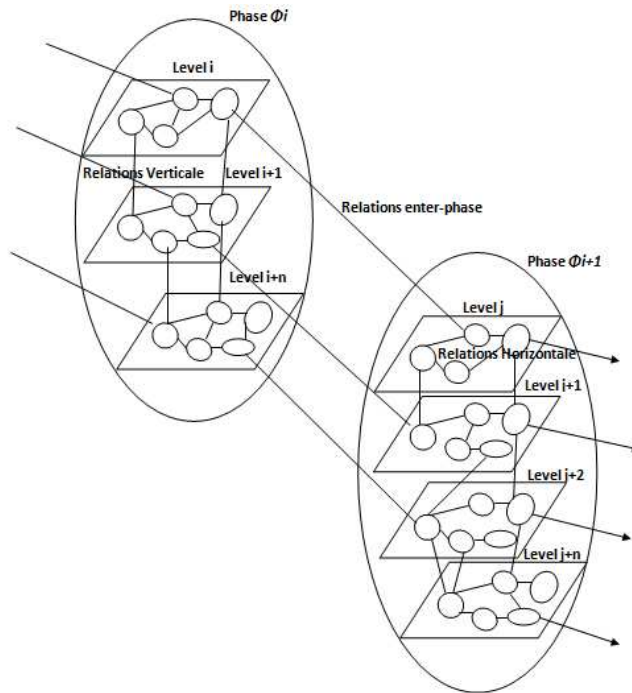 Phase Φi
Level i
Relations Verticale
Level i+1
Relations enter-phase
Level i+n
Phase Φi+1
Level j
Relations Horizontale
Level i+1
Level j+2
Level j+n